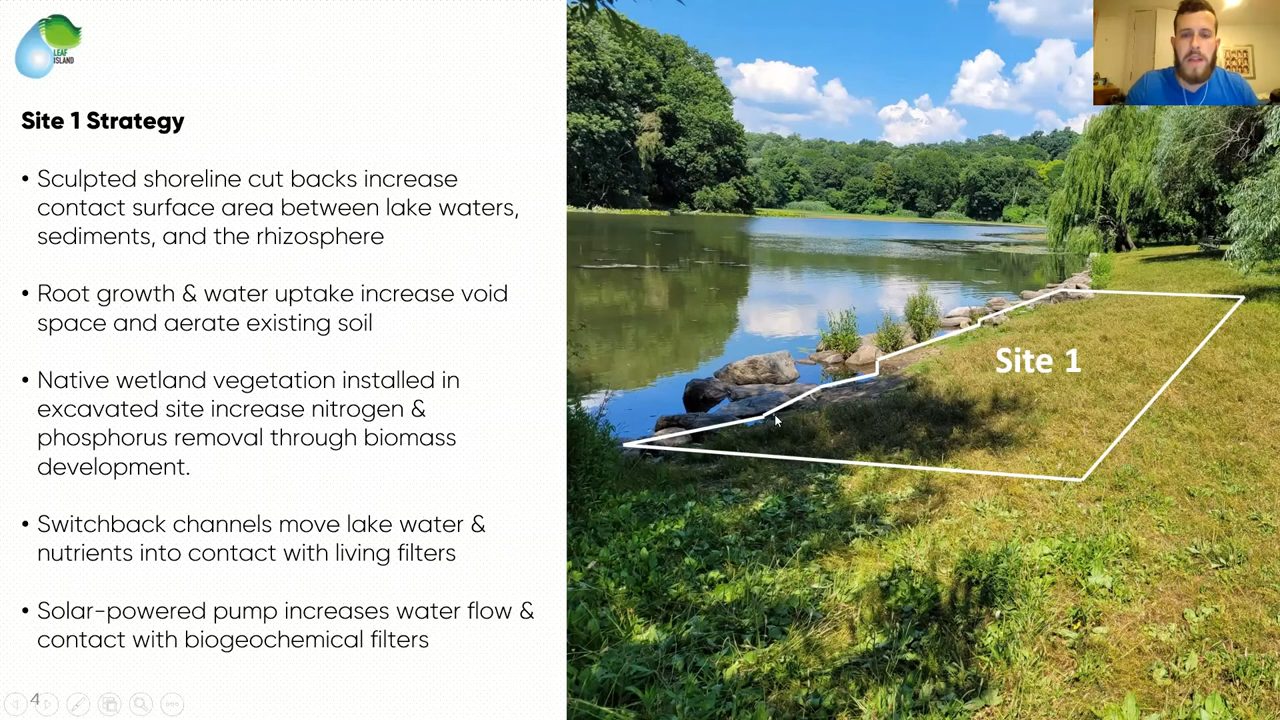 LEAF
ISLAND
Site 1 Strategy
• Sculpted shoreline cut backs increase
contact surface area between lake waters,
sediments, and the rhizosphere
• Root growth & water uptake increase void
space and aerate existing soil
• Native wetland vegetation installed in
excavated site increase nitrogen &
phosphorus removal through biomass
development.
• Switchback channels move lake water &
nutrients into contact with living filters
• Solar-powered pump increases water flow &
contact with biogeochemical filters
4
Site 1